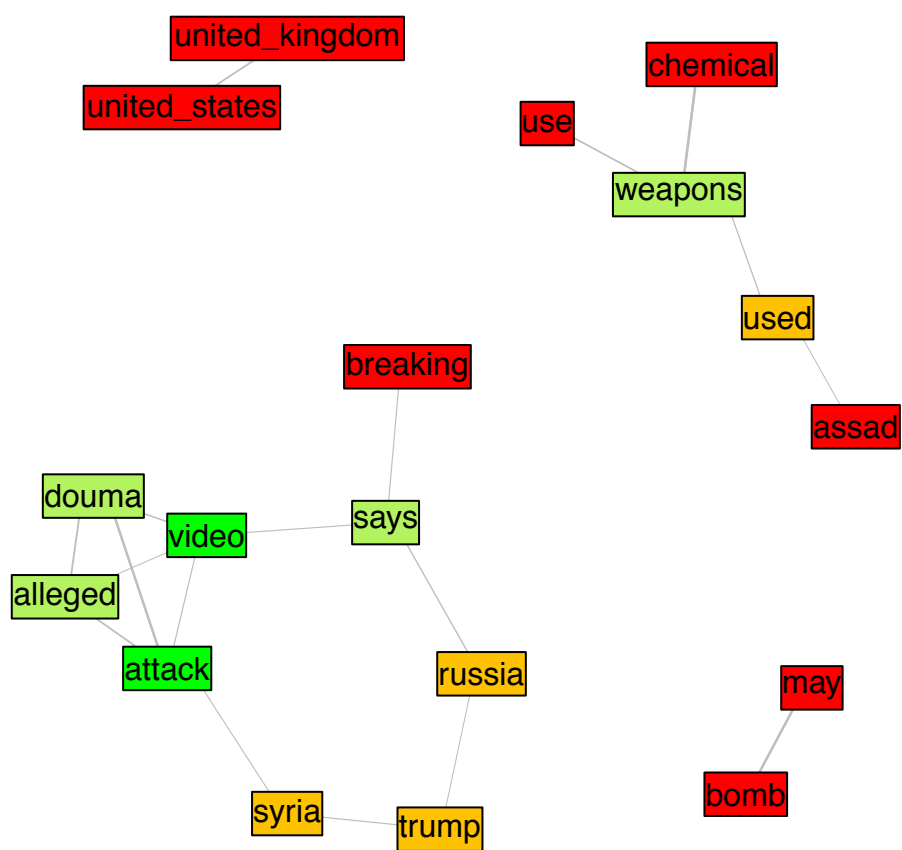 united_kingdom
chemical
united_states
use
weapons
used
breaking
assad
douma
says
video
alleged
attack
russia
may
bomb
syria
trump